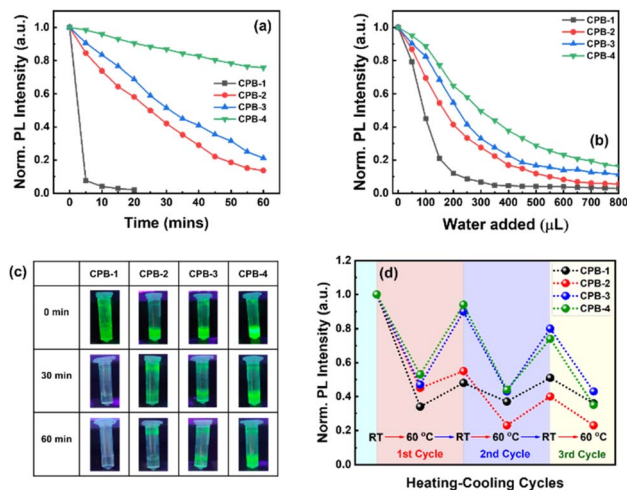 (a)
CPB-1
CPB-2
CPB-3
CPB-4
Norm. PL Intensity (a.u.)
1.0
0.8
0.6
0.4
0.2
0.0
0 10 20 30 40 50 60
Time (mins)
(b)
CPB-1
CPB-2
CPB-3
CPB-4
Norm. PL Intensity (a.u.)
1.0
0.8
0.6
0.4
0.2
0.0
0 100 200 300 400 500 600 700 800
Water added (μL)
(c)
CPB-1 CPB-2 CPB-3 CPB-4
0 min
30 min
60 min
(d)
CPB-1
CPB-2
CPB-3
CPB-4
Norm. PL Intensity (a.u.)
1.0
0.8
0.6
0.4
0.2
0.0
RT 60 °C RT 60 °C RT 60 °C
1st Cycle 2nd Cycle 3rd Cycle
Heating-Cooling Cycles